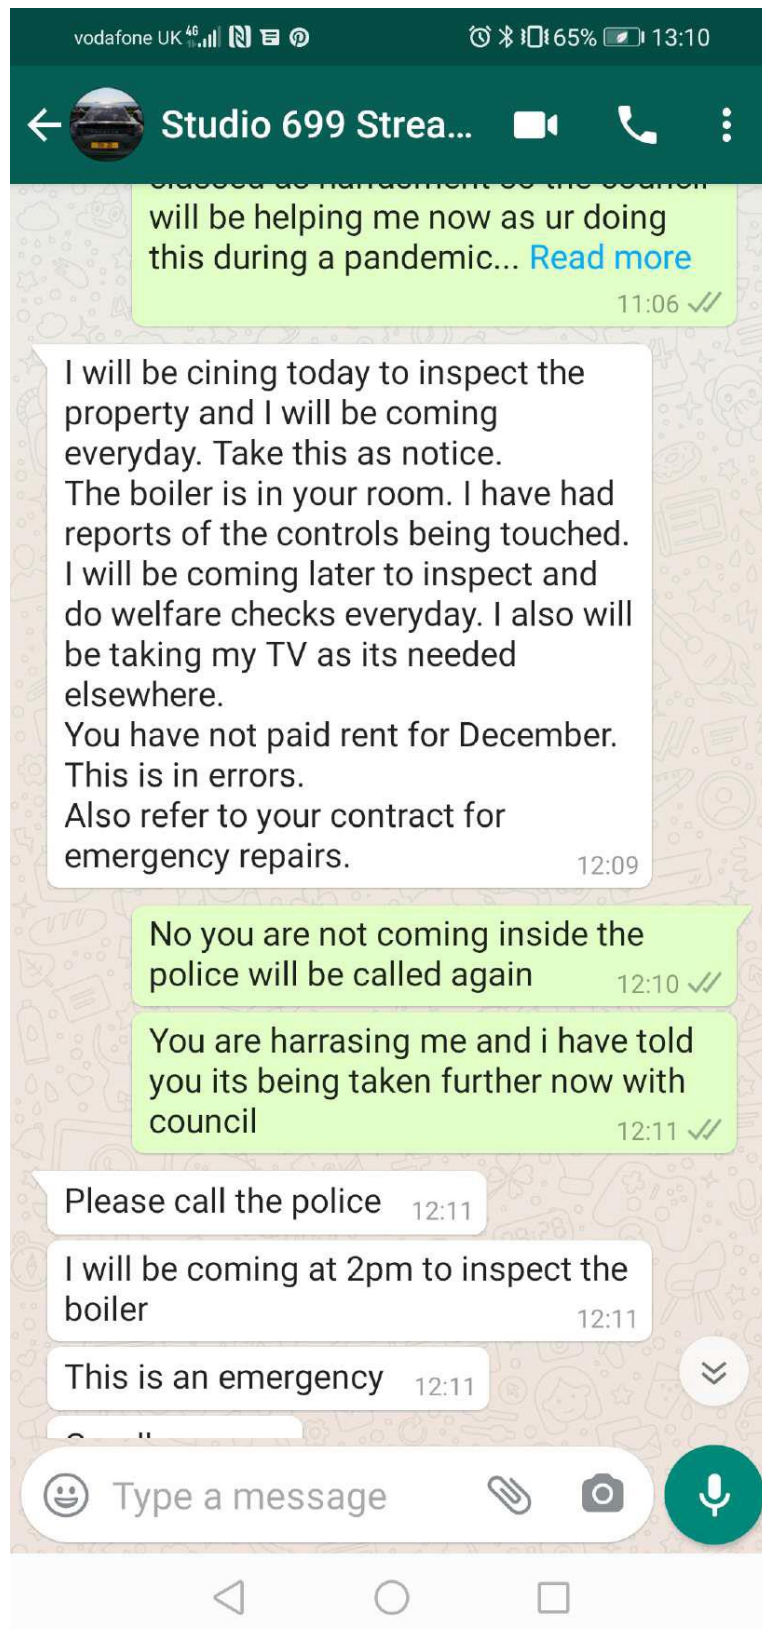 vodafone UK 4G 65% 13:10
Studio 699 Strea...
will be helping me now as ur doing
this during a pandemic... Read more
11:06
I will be cining today to inspect the
property and I will be coming
everyday. Take this as notice.
The boiler is in your room. I have had
reports of the controls being touched.
I will be coming later to inspect and
do welfare checks everyday. I also will
be taking my TV as its needed
elsewhere.
You have not paid rent for December.
This is in errors.
Also refer to your contract for
emergency repairs.
12:09
No you are not coming inside the
police will be called again
12:10
You are harrasing me and i have told
you its being taken further now with
council
12:11
Please call the police 12:11
I will be coming at 2pm to inspect the
boiler
12:11
This is an emergency 12:11
Type a message